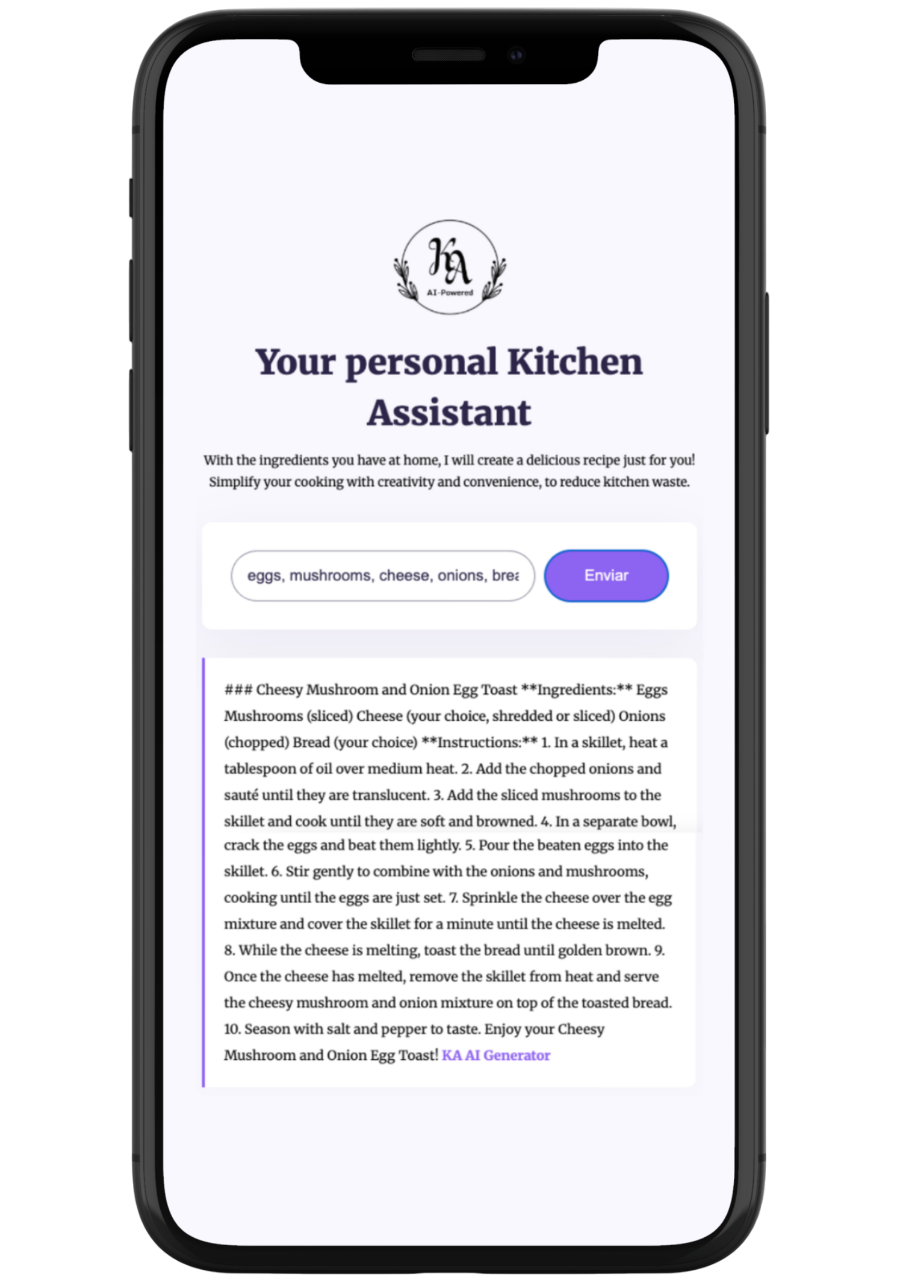 KA
AI-Powered
Your personal Kitchen
Assistant
With the ingredients you have at home, I will create a delicious recipe just for you!
Simplify your cooking with creativity and convenience, to reduce kitchen waste.
eggs, mushrooms, cheese, onions, brea
Enviar
### Cheesy Mushroom and Onion Egg Toast **Ingredients:** Eggs
Mushrooms (sliced) Cheese (your choice, shredded or sliced) Onions
(chopped) Bread (your choice) **Instructions:** 1. In a skillet, heat a
tablespoon of oil over medium heat. 2. Add the chopped onions and
sauté until they are translucent. 3. Add the sliced mushrooms to the
skillet and cook until they are soft and browned. 4. In a separate bowl,
crack the eggs and beat them lightly. 5. Pour the beaten eggs into the
skillet. 6. Stir gently to combine with the onions and mushrooms,
cooking until the eggs are just set. 7. Sprinkle the cheese over the egg
mixture and cover the skillet for a minute until the cheese is melted.
8. While the cheese is melting, toast the bread until golden brown. 9.
Once the cheese has melted, remove the skillet from heat and serve
the cheesy mushroom and onion mixture on top of the toasted bread.
10. Season with salt and pepper to taste. Enjoy your Cheesy
Mushroom and Onion Egg Toast! KA AI Generator